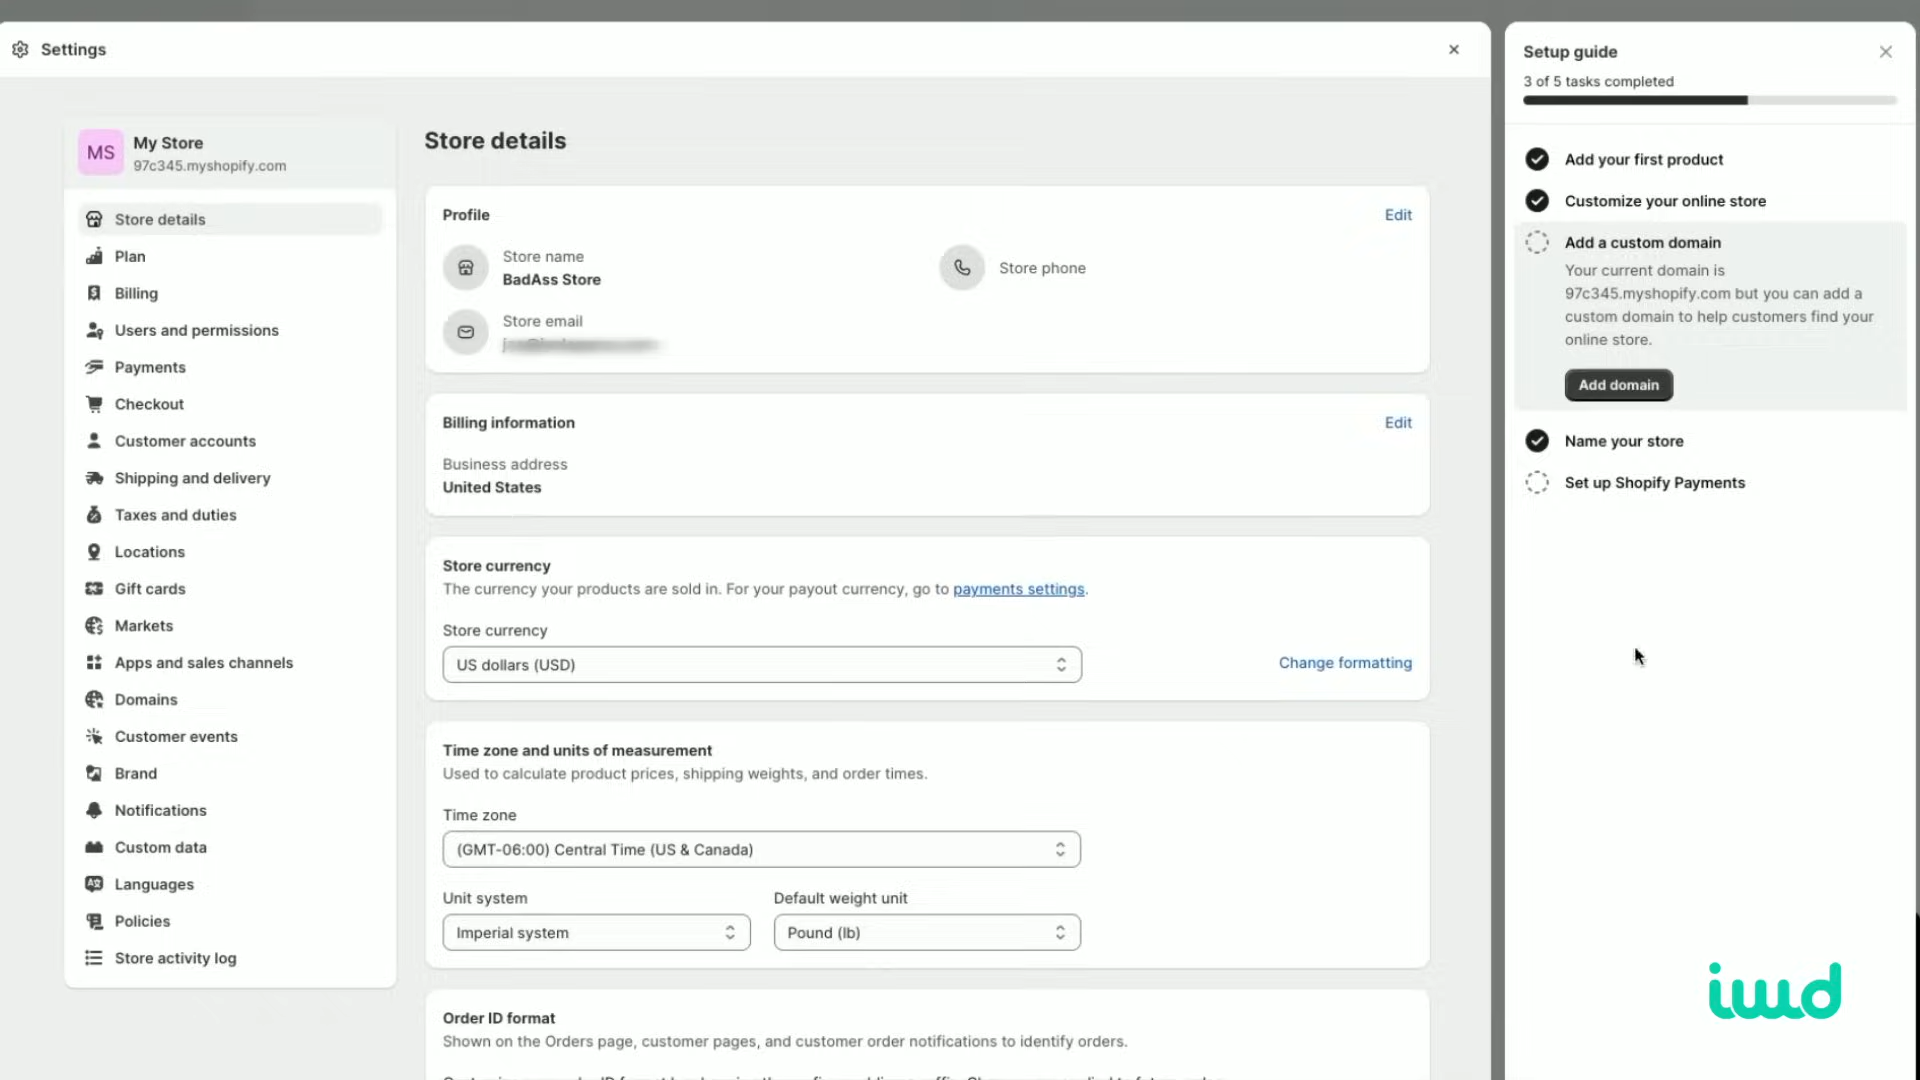 Settings
MS
My Store
97c345.myshopify.com
Store details
Plan
Billing
Users and permissions
Payments
Checkout
Customer accounts
Shipping and delivery
Taxes and duties
Locations
Gift cards
Markets
Apps and sales channels
Domains
Customer events
Brand
Notifications
Custom data
Languages
Policies
Store activity log
Store details
Profile
Edit
Store name
BadAss Store
Store phone
Store email
Billing information
Edit
Business address
United States
Store currency
The currency your products are sold in. For your payout currency, go to payments settings.
Store currency
US dollars (USD)
Change formatting
Time zone and units of measurement
Used to calculate product prices, shipping weights, and order times.
Time zone
(GMT-06:00) Central Time (US & Canada)
Unit system
Default weight unit
Imperial system
Pound (lb)
Order ID format
Shown on the Orders page, customer pages, and customer order notifications to identify orders.
Setup guide
3 of 5 tasks completed
Add your first product
Customize your online store
Add a custom domain
Your current domain is
97c345.myshopify.com but you can add a
custom domain to help customers find your
online store.
Add domain
Name your store
Set up Shopify Payments
iwd